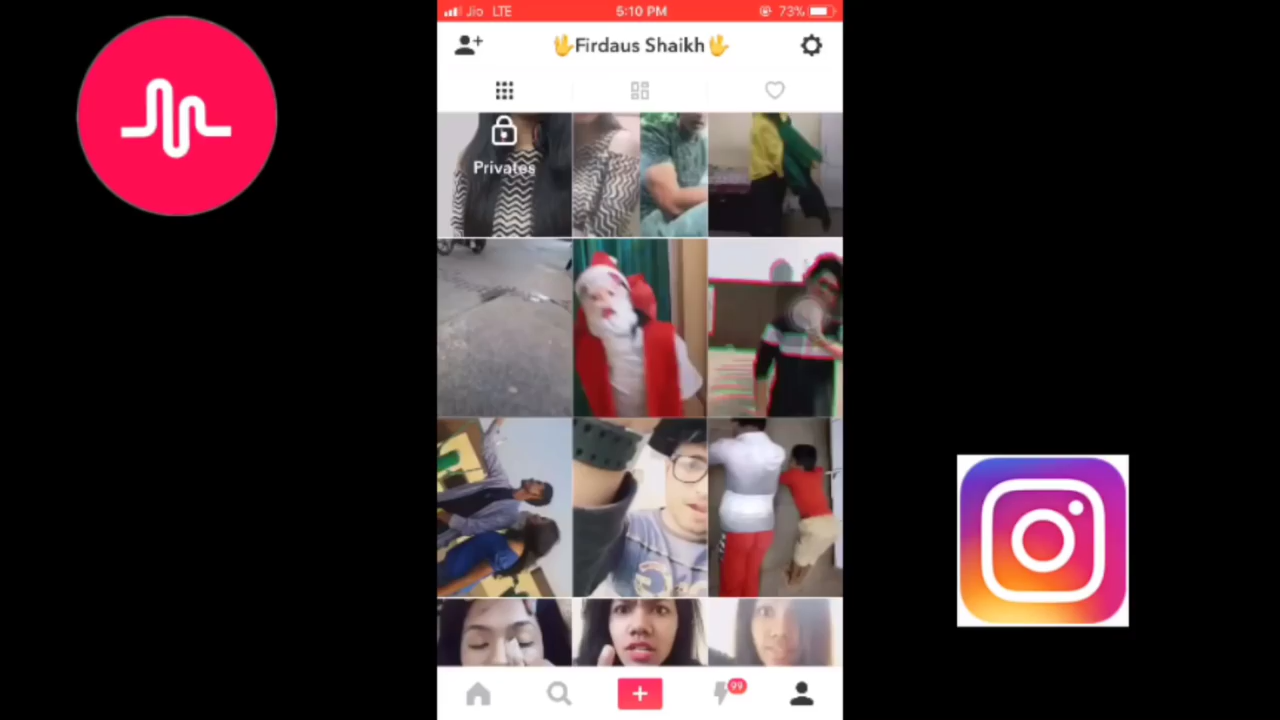 Jio LTE 5:10 PM 73%
🖖Firdaus Shaikh🖖
Privates
99